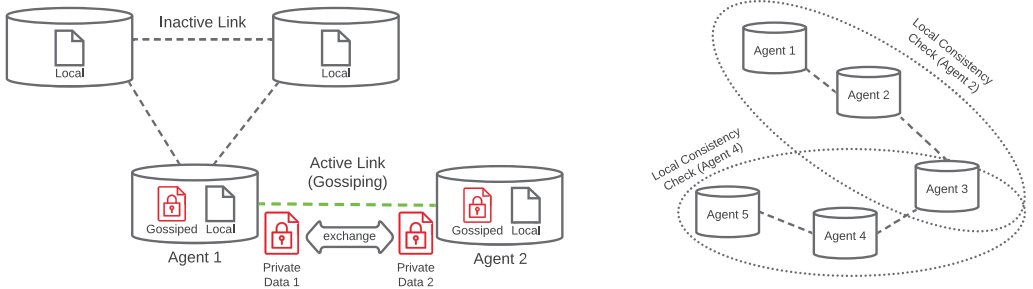 Inactive Link
Local
Local
Active Link
(Gossiping)
Gossiped
Local
Gossiped
Local
exchange
Agent 1
Agent 2
Private
Data 1
Private
Data 2
Local Consistency
Check (Agent 2)
Agent 1
Agent 2
Local Consistency
Check (Agent 4)
Agent 3
Agent 5
Agent 4